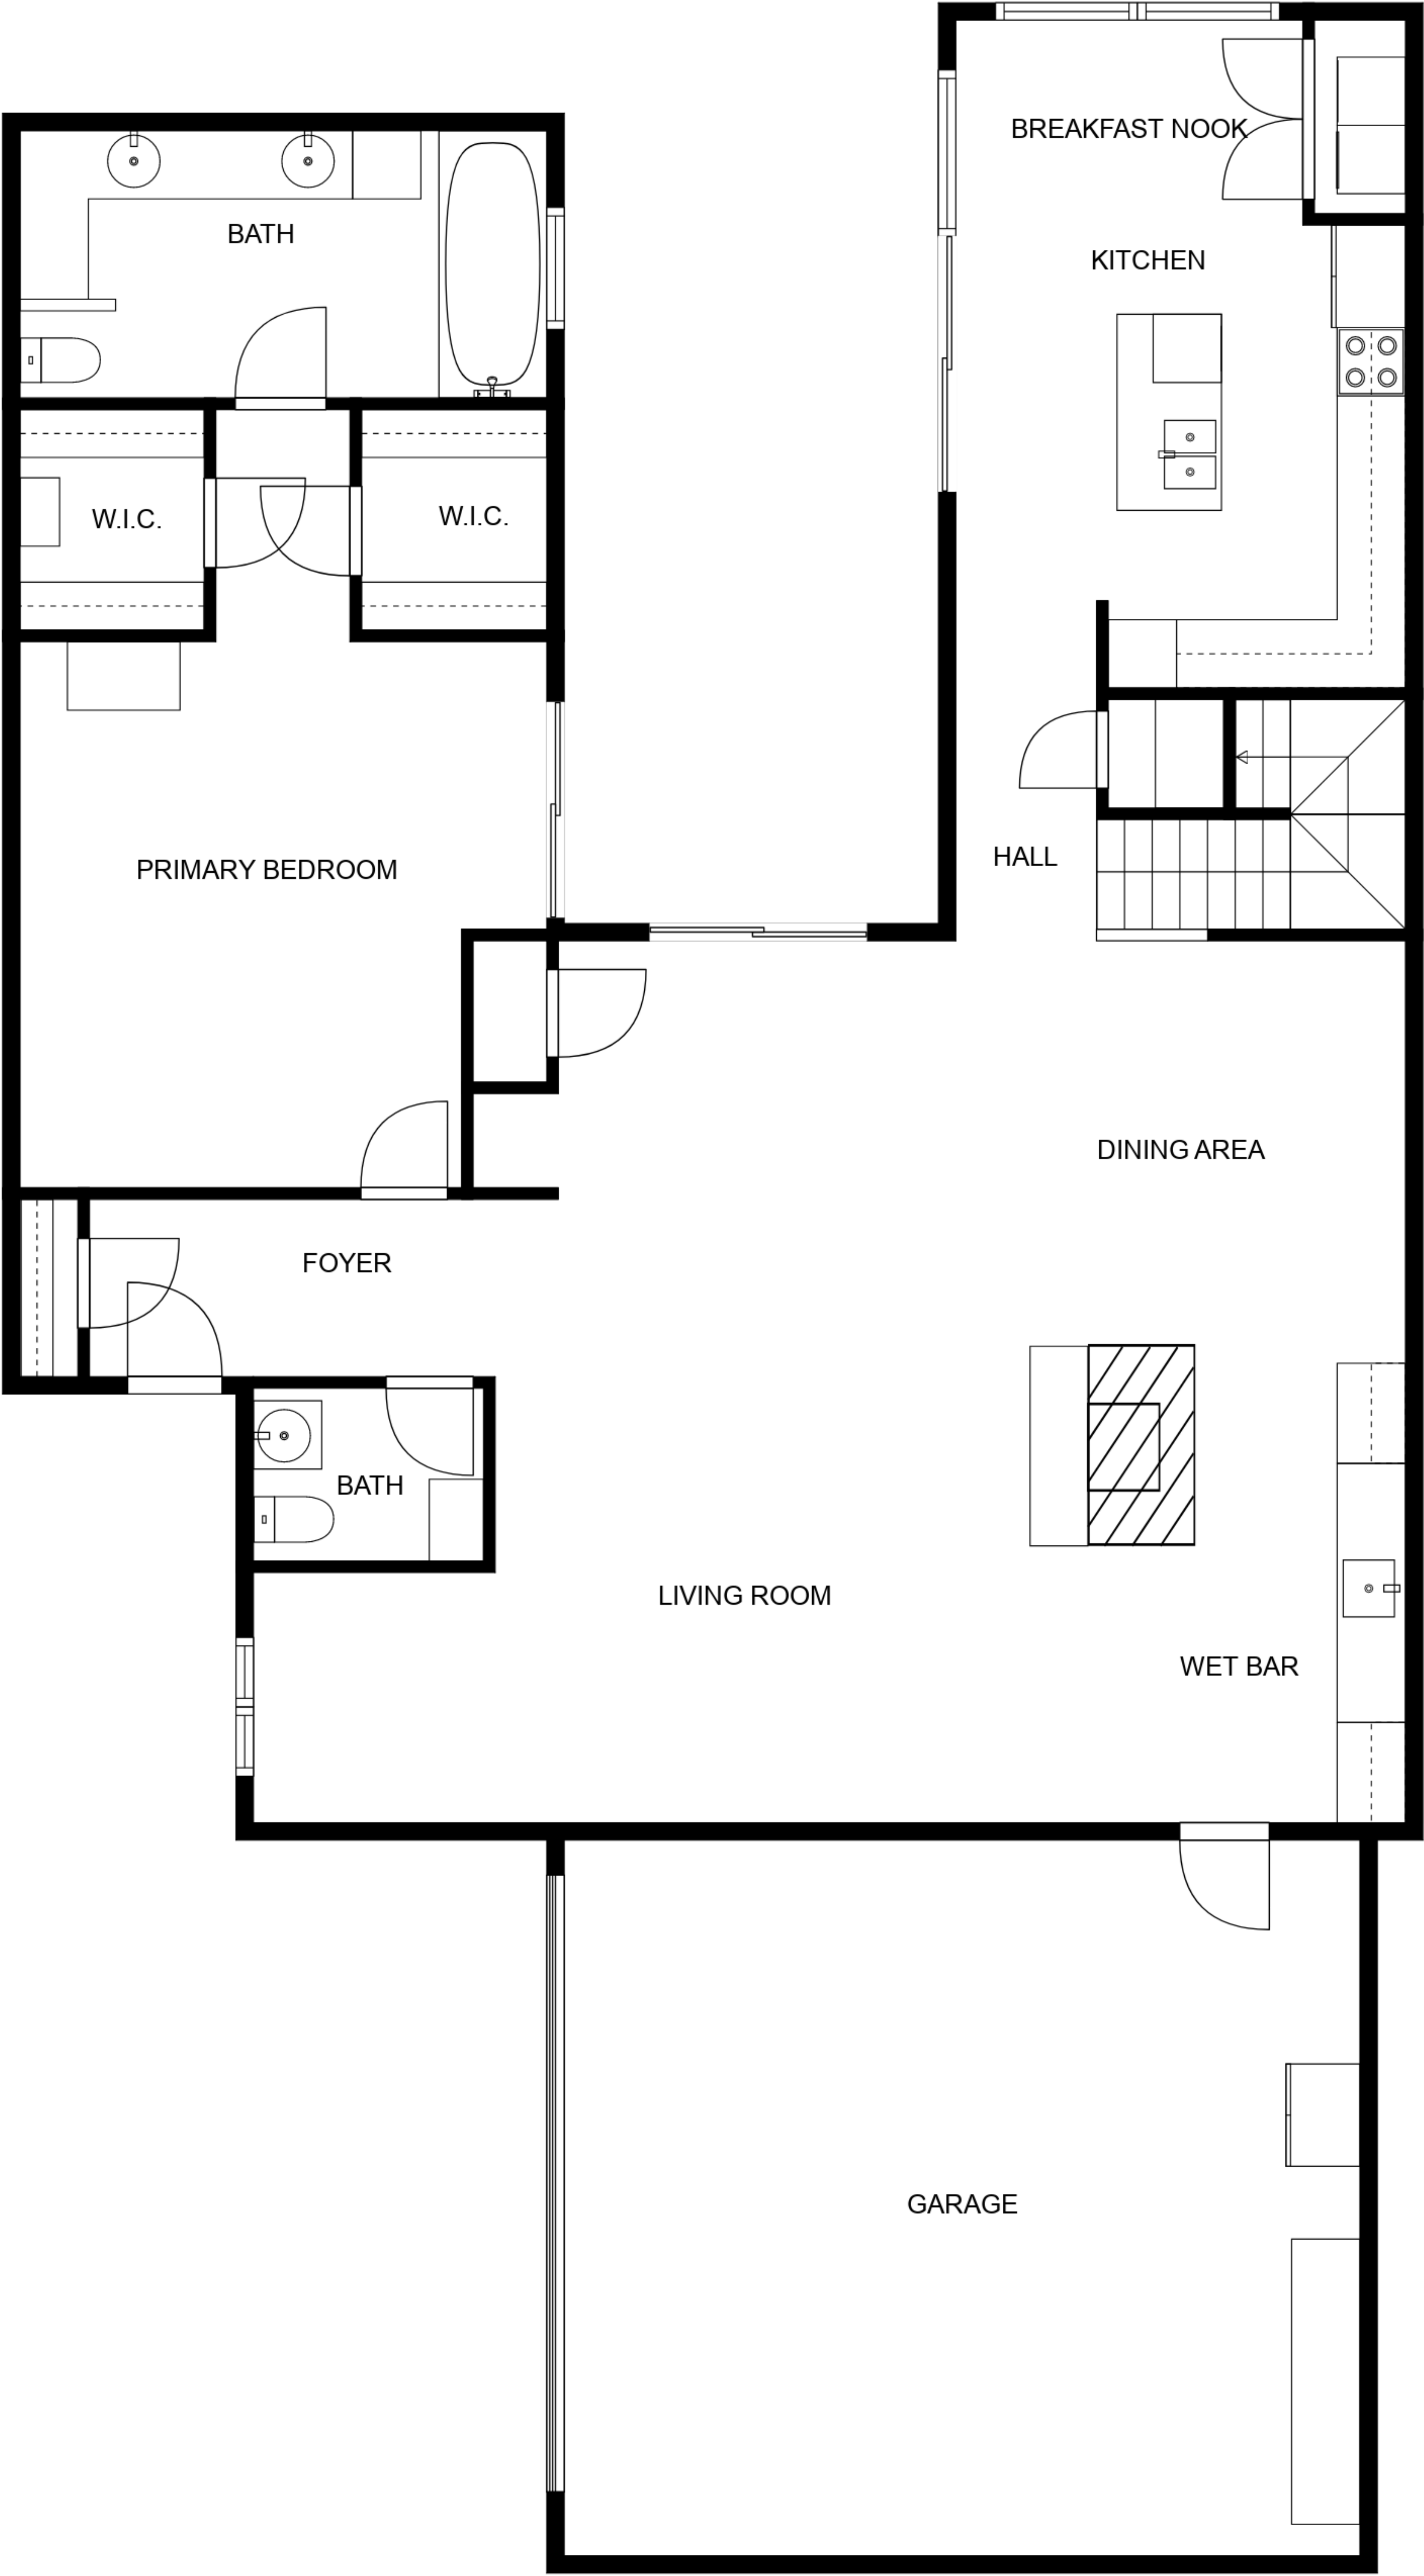 BREAKFAST NOOK
BATH
KITCHEN
W.I.C.
W.I.C.
PRIMARY BEDROOM
HALL
DINING AREA
FOYER
BATH
LIVING ROOM
WET BAR
GARAGE